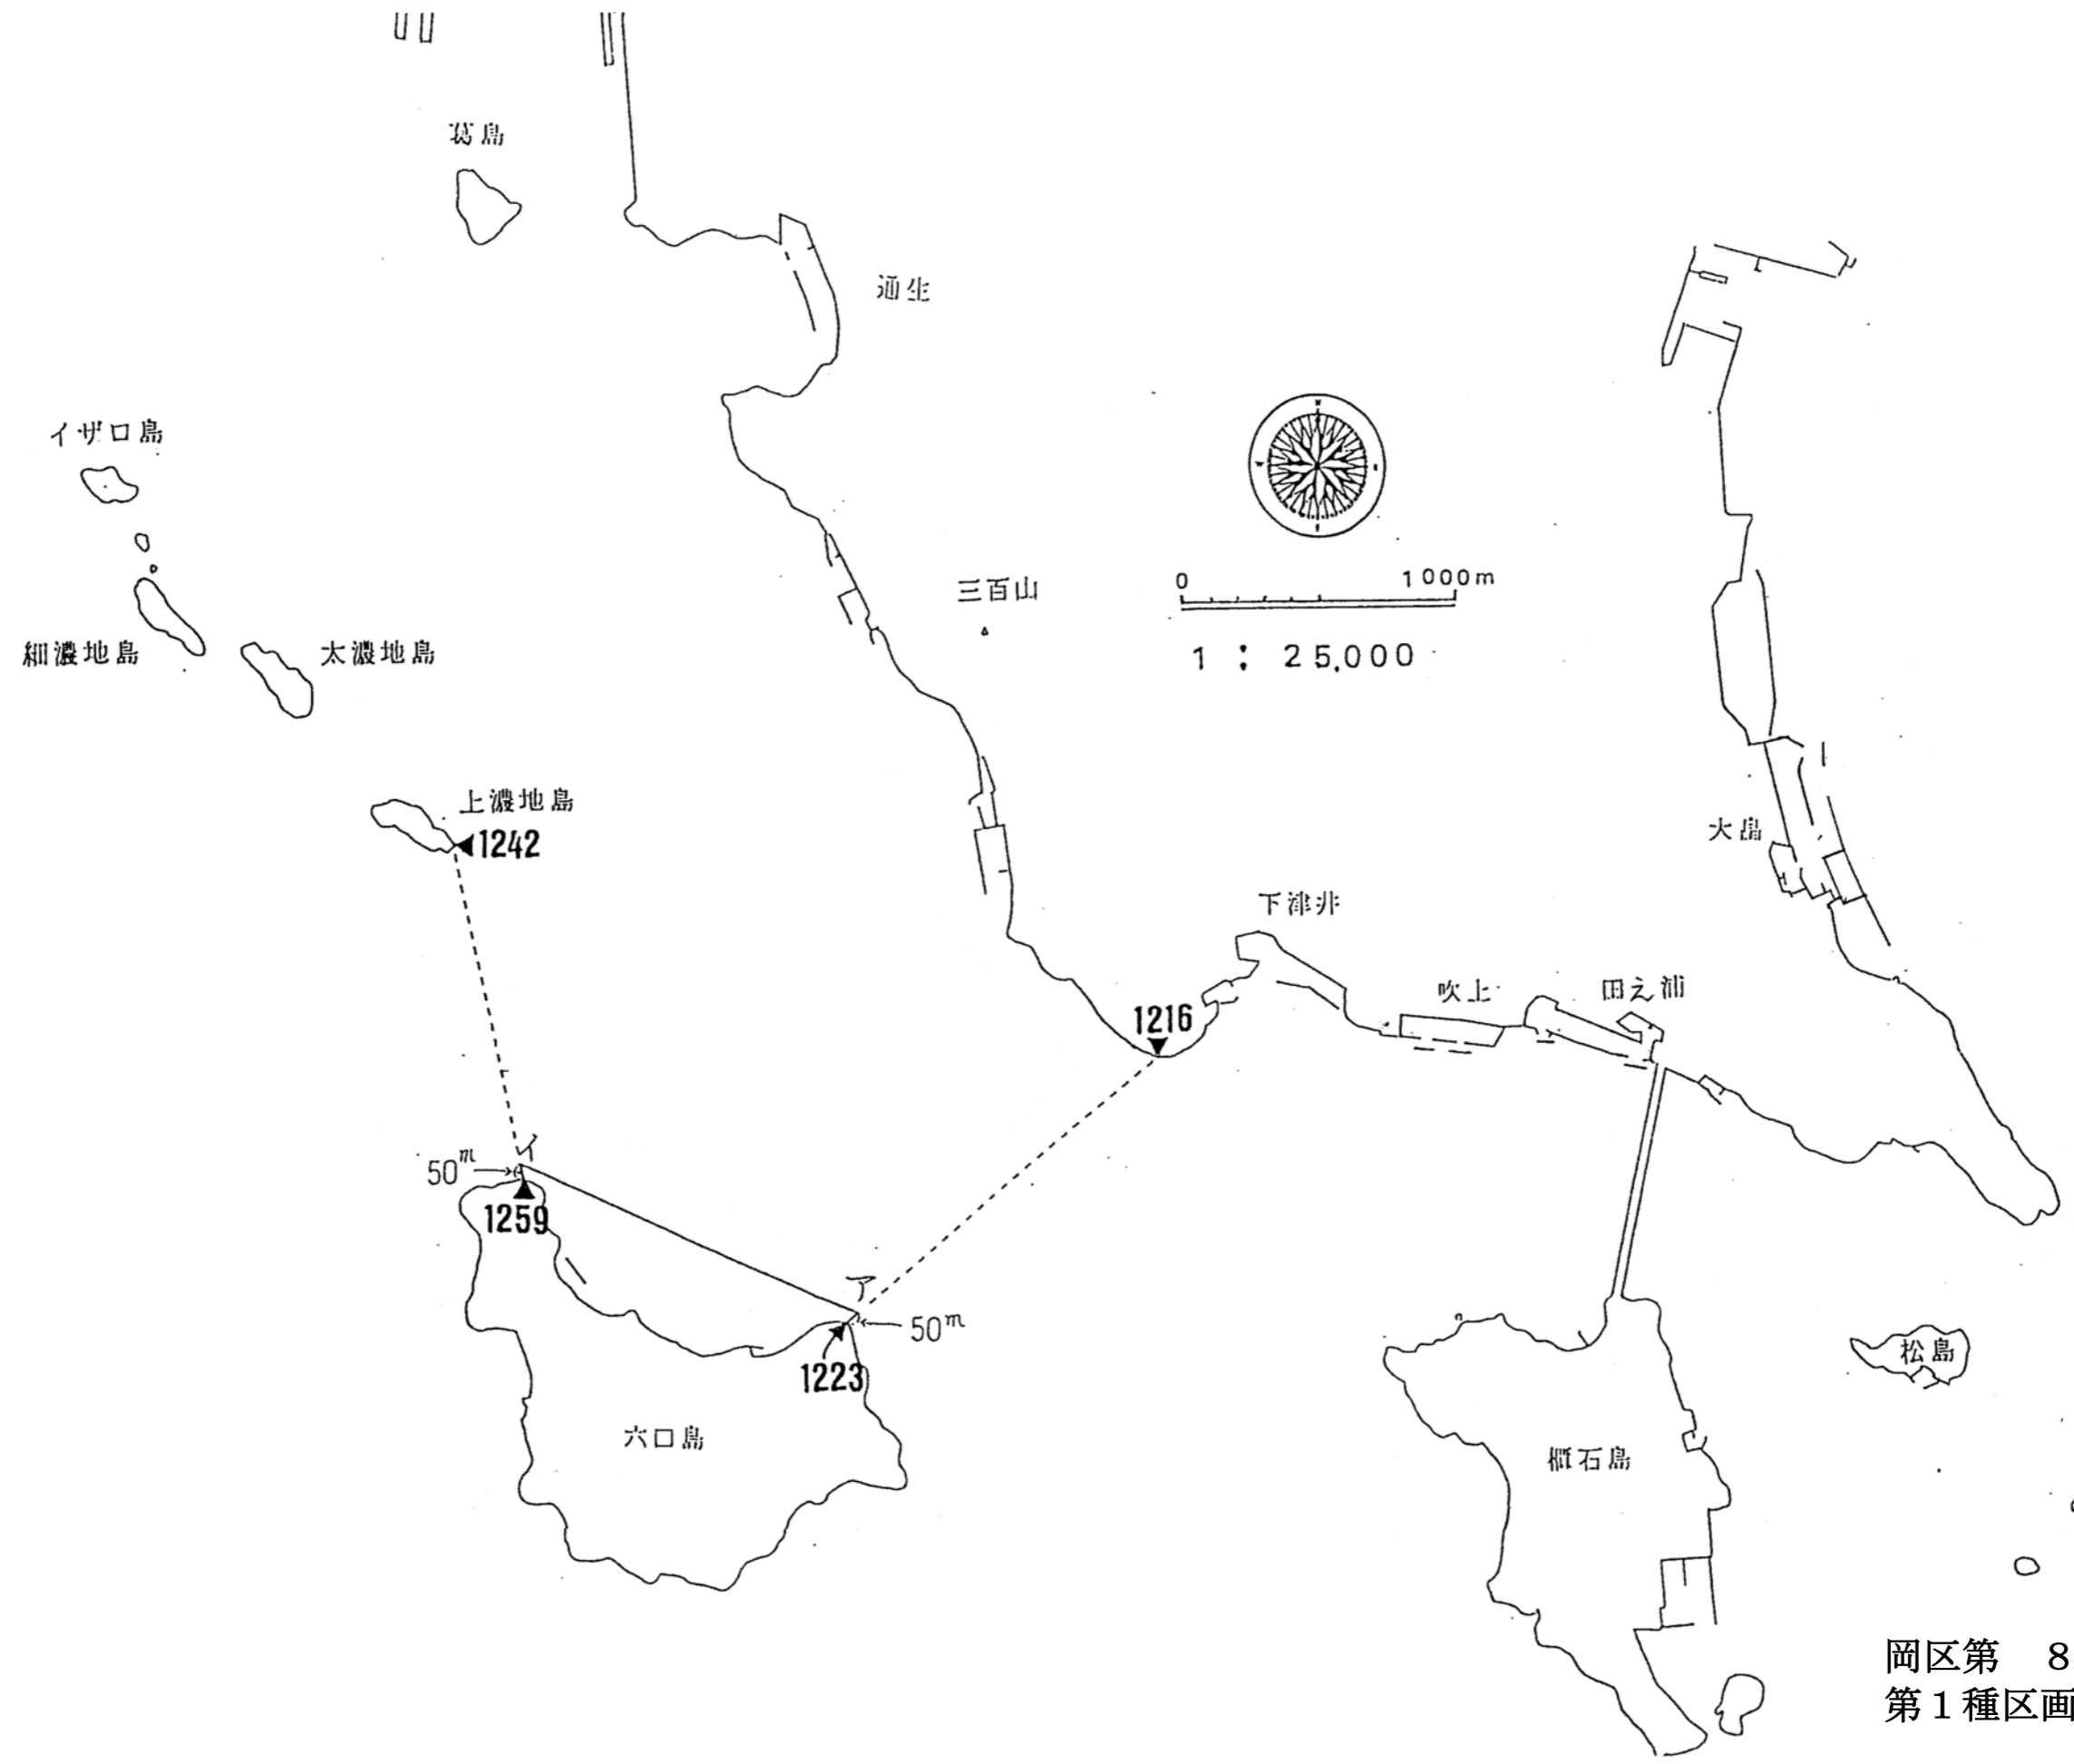 葛島
通生
イザロ島
三百山
0 1000m
1 : 25,000
細濃地島
太濃地島
上濃地島
1242
大畠
下津井
吹上
田之浦
1216
イ
50m
1259
ア
50m
1223
松島
六口島
櫃石島
岡区第 8
第1種区画